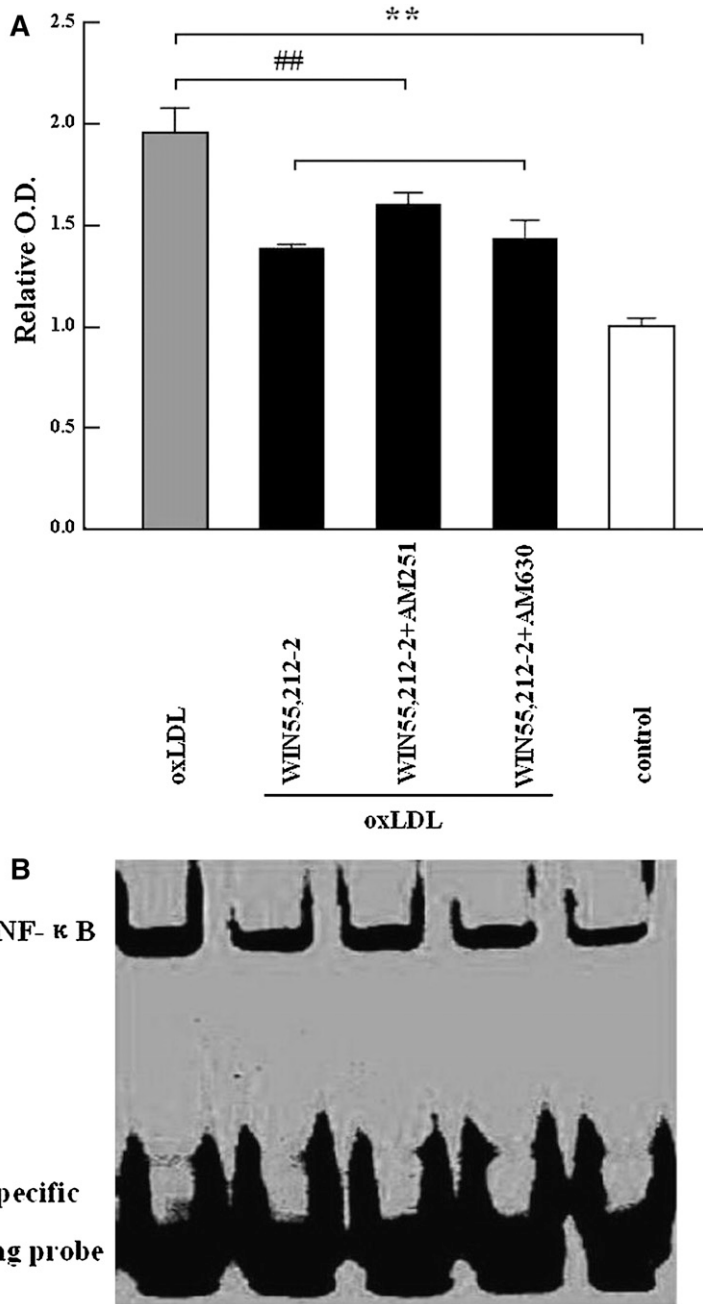 A
2.5
**
##
2.0
1.5
1.0
0.5
0.0
Relative O.D.
oxLDL
WIN55,212-2
WIN55,212-2+AM251
WIN55,212-2+AM630
control
oxLDL
B
NF- κ B
pecific
ng probe